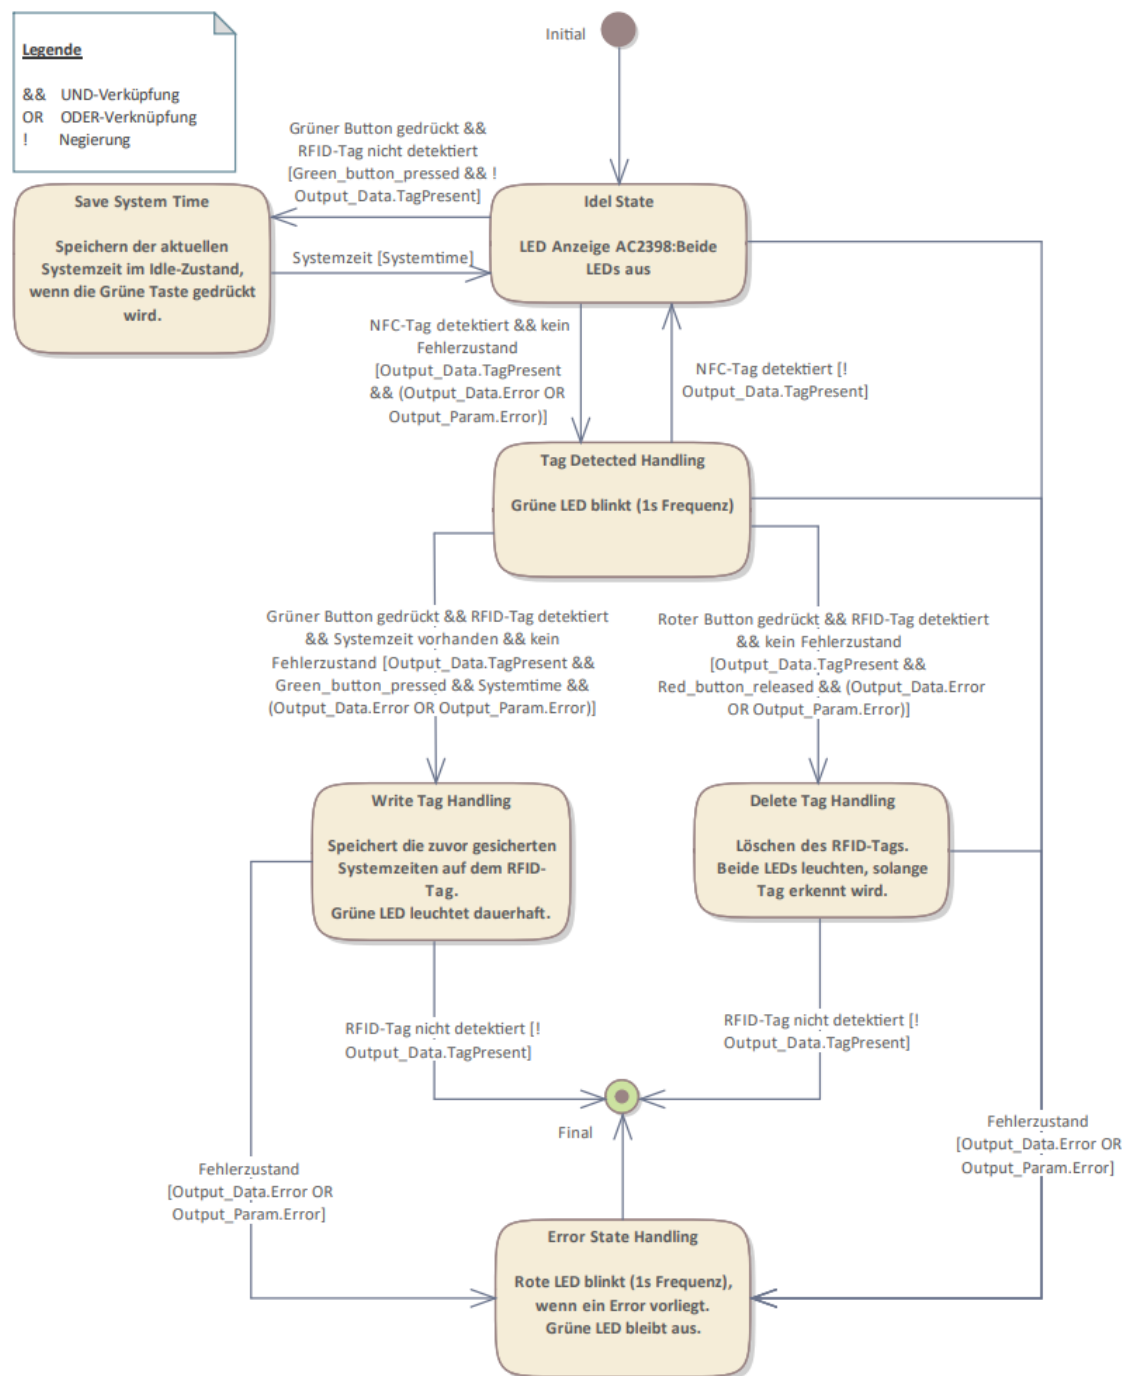 Legende
&& UND-Verküpfung
OR ODER-Verknüpfung
! Negierung
Initial
Grüner Button gedrückt &&
RFID-Tag nicht detektiert
[Green_button_pressed && !
Output_Data.TagPresent]
Save System Time
Speichern der aktuellen
Systemzeit im Idle-Zustand,
wenn die Grüne Taste gedrückt
wird.
Systemzeit [Systemtime]
Idel State
LED Anzeige AC2398:Beide
LEDs aus
NFC-Tag detektiert && kein
Fehlerzustand
[Output_Data.TagPresent
&& (Output_Data.Error OR
Output_Param.Error)]
NFC-Tag detektiert [!
Output_Data.TagPresent]
Tag Detected Handling
Grüne LED blinkt (1s Frequenz)
Grüner Button gedrückt && RFID-Tag detektiert
&& Systemzeit vorhanden && kein
Fehlerzustand [Output_Data.TagPresent &&
Green_button_pressed && Systemtime &&
(Output_Data.Error OR Output_Param.Error)]
Roter Button gedrückt && RFID-Tag detektiert
&& kein Fehlerzustand
[Output_Data.TagPresent &&
Red_button_released && (Output_Data.Error
OR Output_Param.Error)]
Write Tag Handling
Speichert die zuvor gesicherten
Systemzeiten auf dem RFID-
Tag.
Grüne LED leuchtet dauerhaft.
Delete Tag Handling
Löschen des RFID-Tags.
Beide LEDs leuchten, solange
Tag erkennt wird.
RFID-Tag nicht detektiert [!
Output_Data.TagPresent]
RFID-Tag nicht detektiert [!
Output_Data.TagPresent]
Final
Fehlerzustand
[Output_Data.Error OR
Output_Param.Error]
Fehlerzustand
[Output_Data.Error OR
Output_Param.Error]
Error State Handling
Rote LED blinkt (1s Frequenz),
wenn ein Error vorliegt.
Grüne LED bleibt aus.